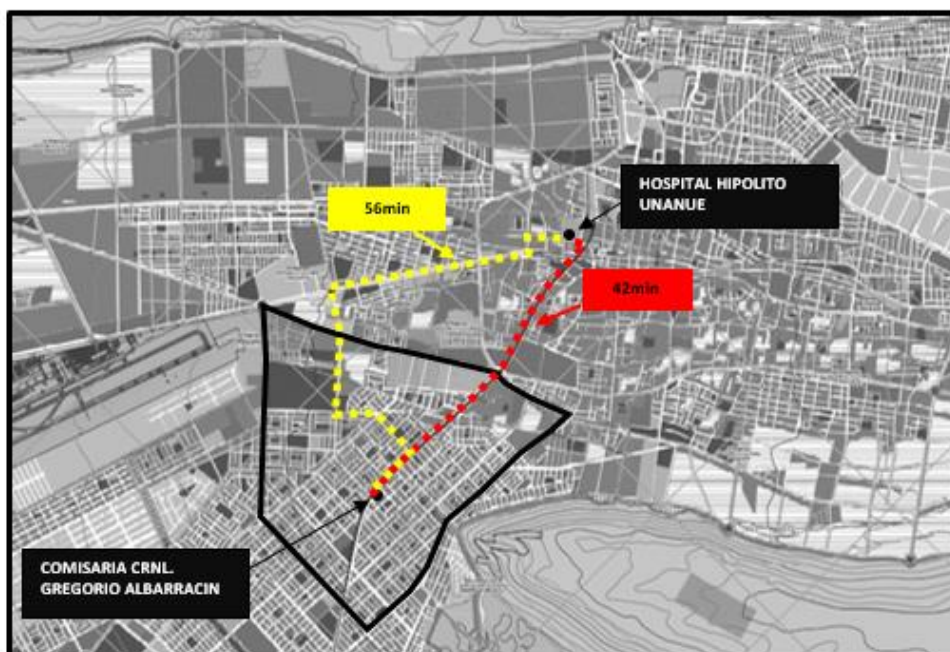 HOSPITAL HIPOLITO
UNANUE
56min
42min
COMISARIA CRNL.
GREGORIO ALBARRACIN